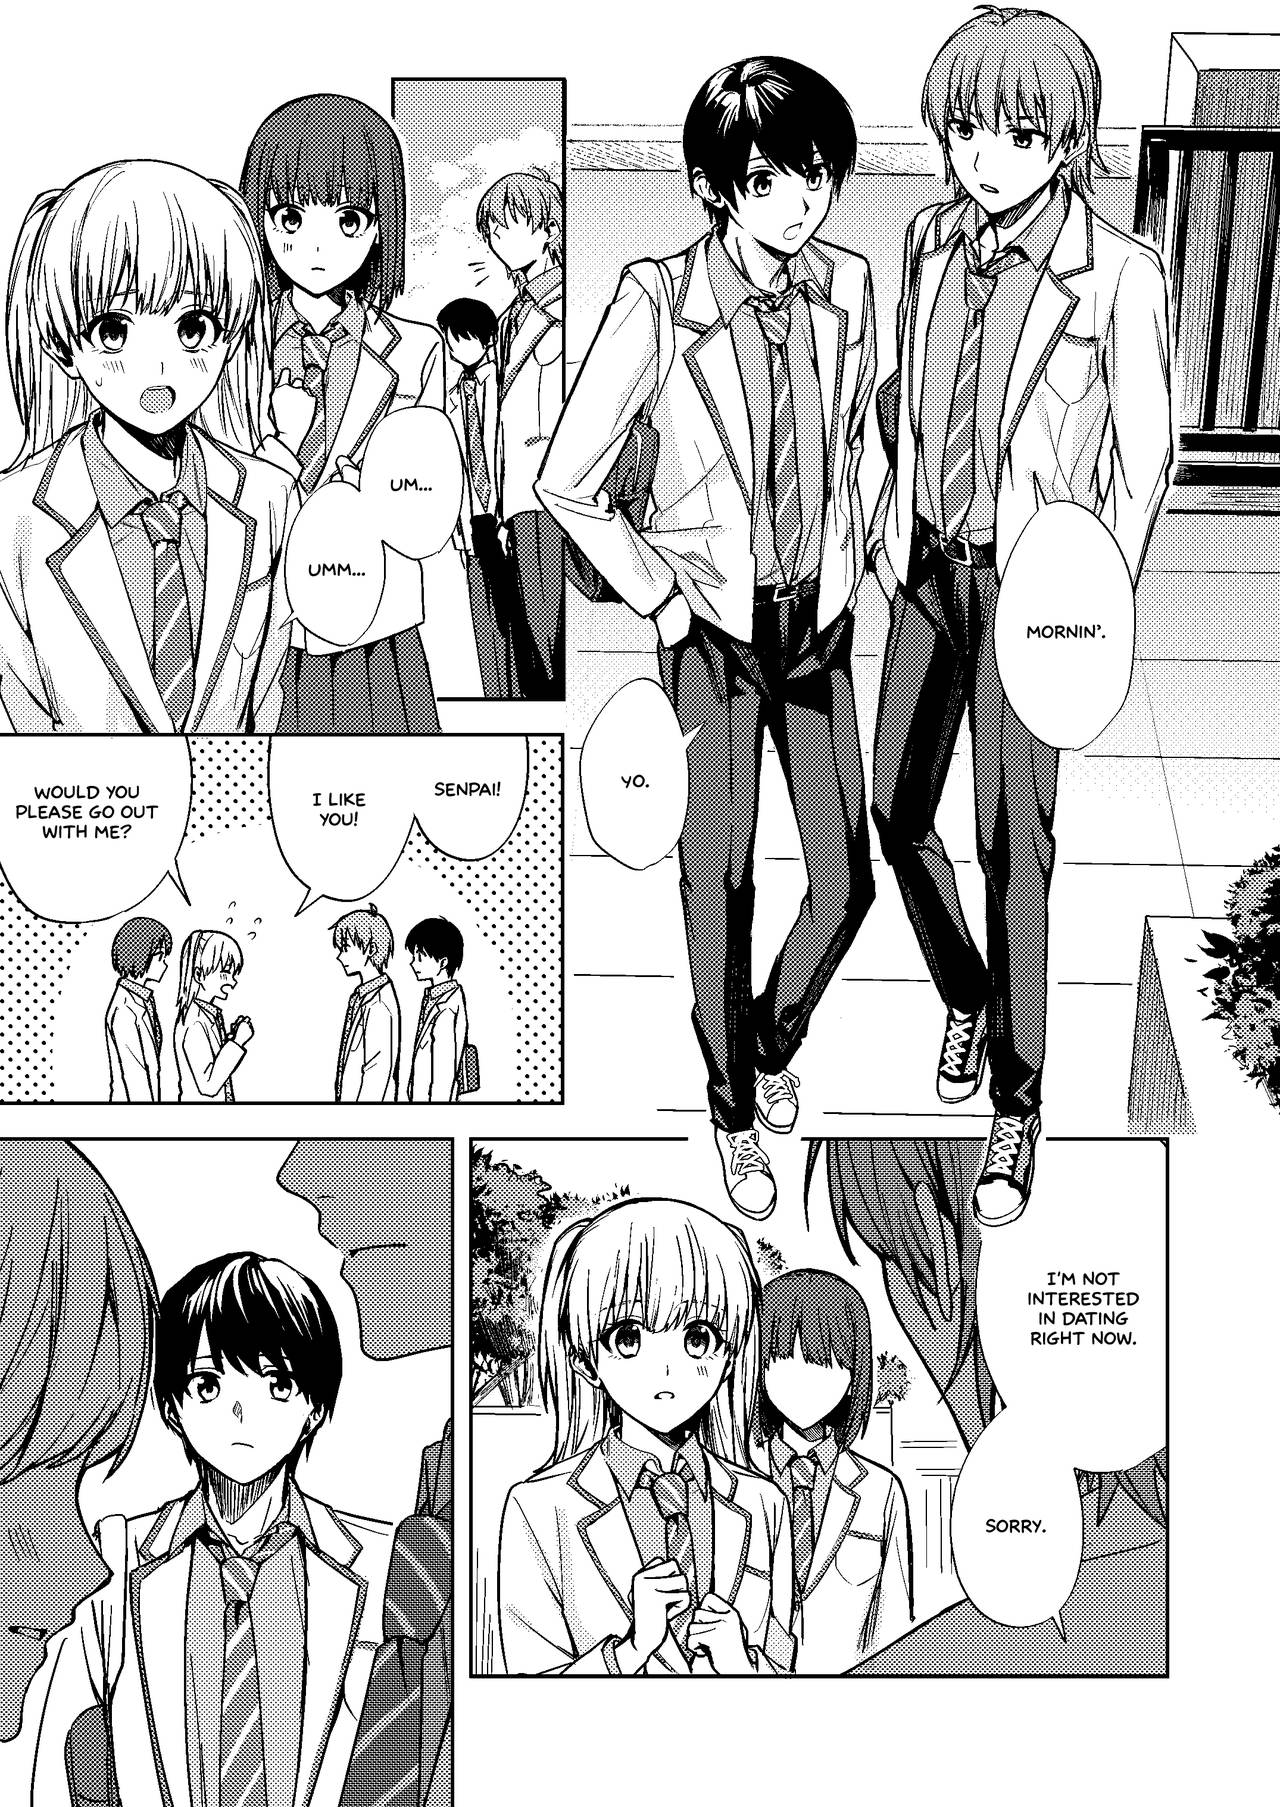 MORNIN'.
YO.
UM...
UMM...
SENPAI!
I LIKE
YOU!
WOULD YOU
PLEASE GO OUT
WITH ME?
I'M NOT
INTERESTED
IN DATING
RIGHT NOW.
SORRY.